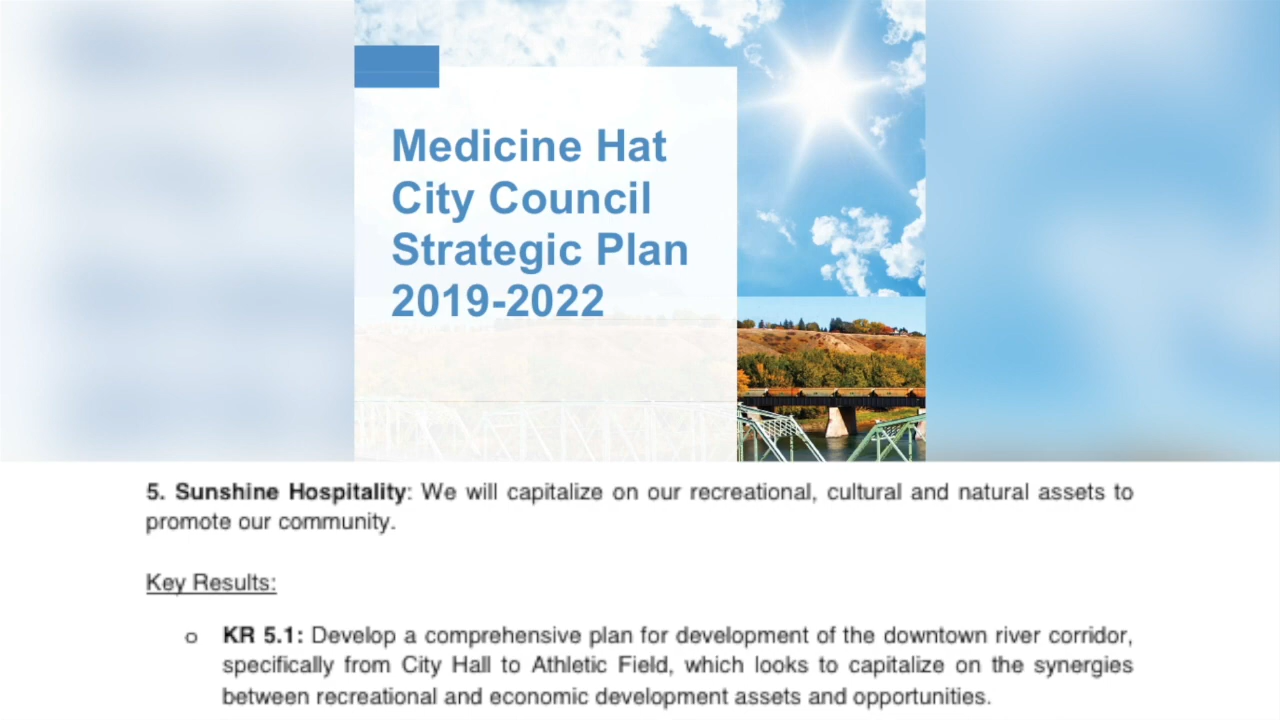 Medicine Hat
City Council
Strategic Plan
2019-2022
5. Sunshine Hospitality: We will capitalize on our recreational, cultural and natural assets to
promote our community.
Key Results:
o KR 5.1: Develop a comprehensive plan for development of the downtown river corridor,
specifically from City Hall to Athletic Field, which looks to capitalize on the synergies
between recreational and economic development assets and opportunities.